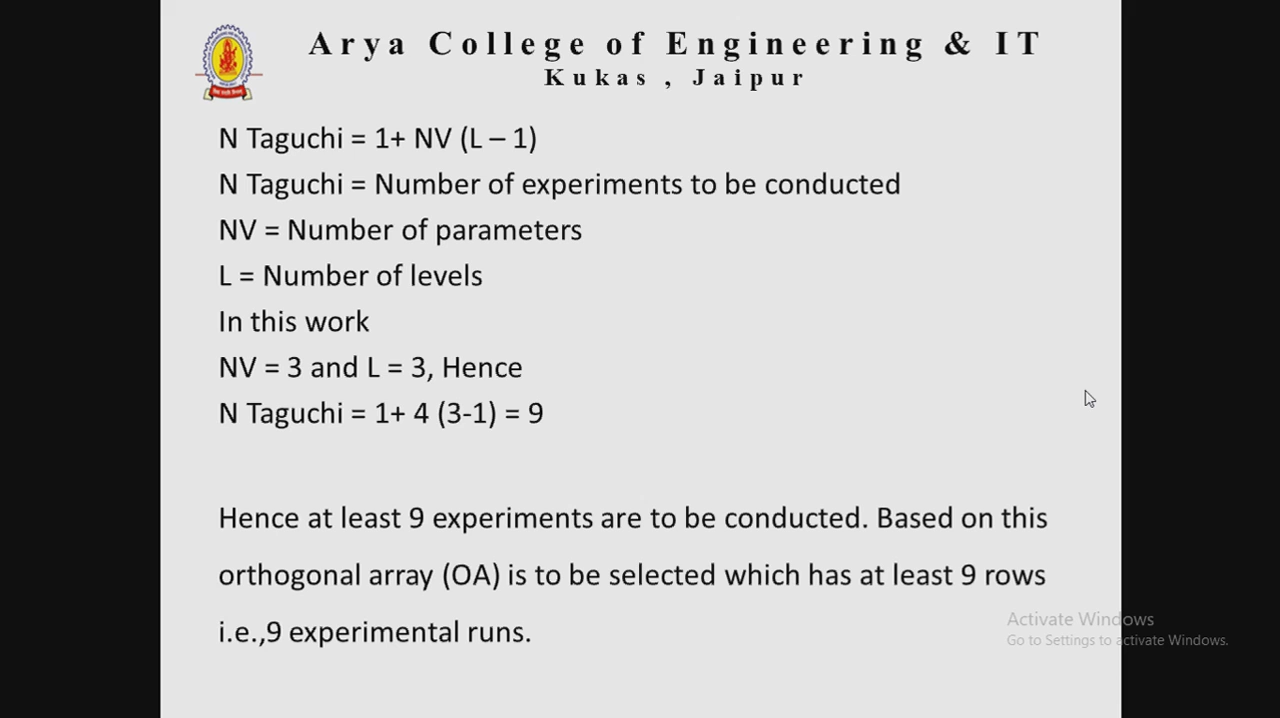 Arya College of Engineering & IT
Kukas , Jaipur
N Taguchi = 1+ NV (L – 1)
N Taguchi = Number of experiments to be conducted
NV = Number of parameters
L = Number of levels
In this work
NV = 3 and L = 3, Hence
N Taguchi = 1+ 4 (3-1) = 9
Hence at least 9 experiments are to be conducted. Based on this
orthogonal array (OA) is to be selected which has at least 9 rows
i.e.,9 experimental runs.
Activate Windows
Go to Settings to activate Windows.